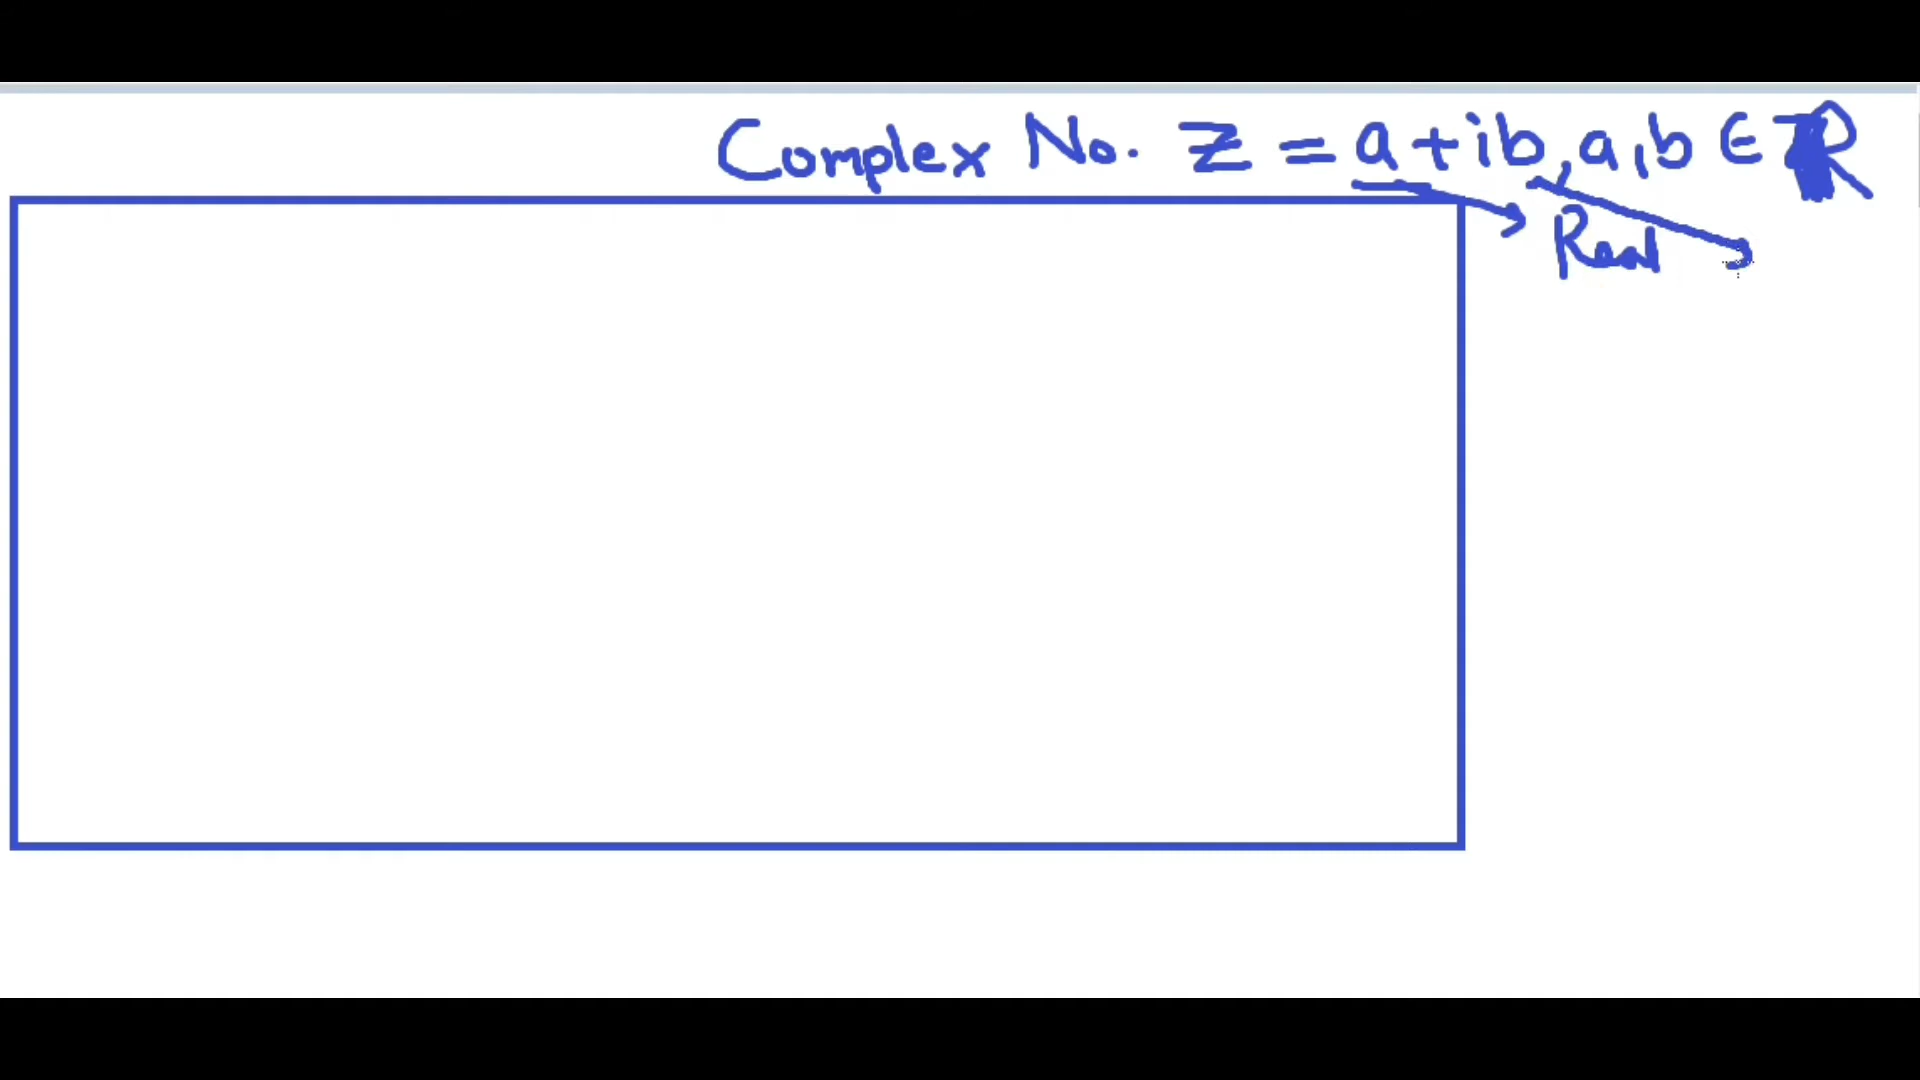 Complex No. Z = a+ib, a,b ∈ R
Real